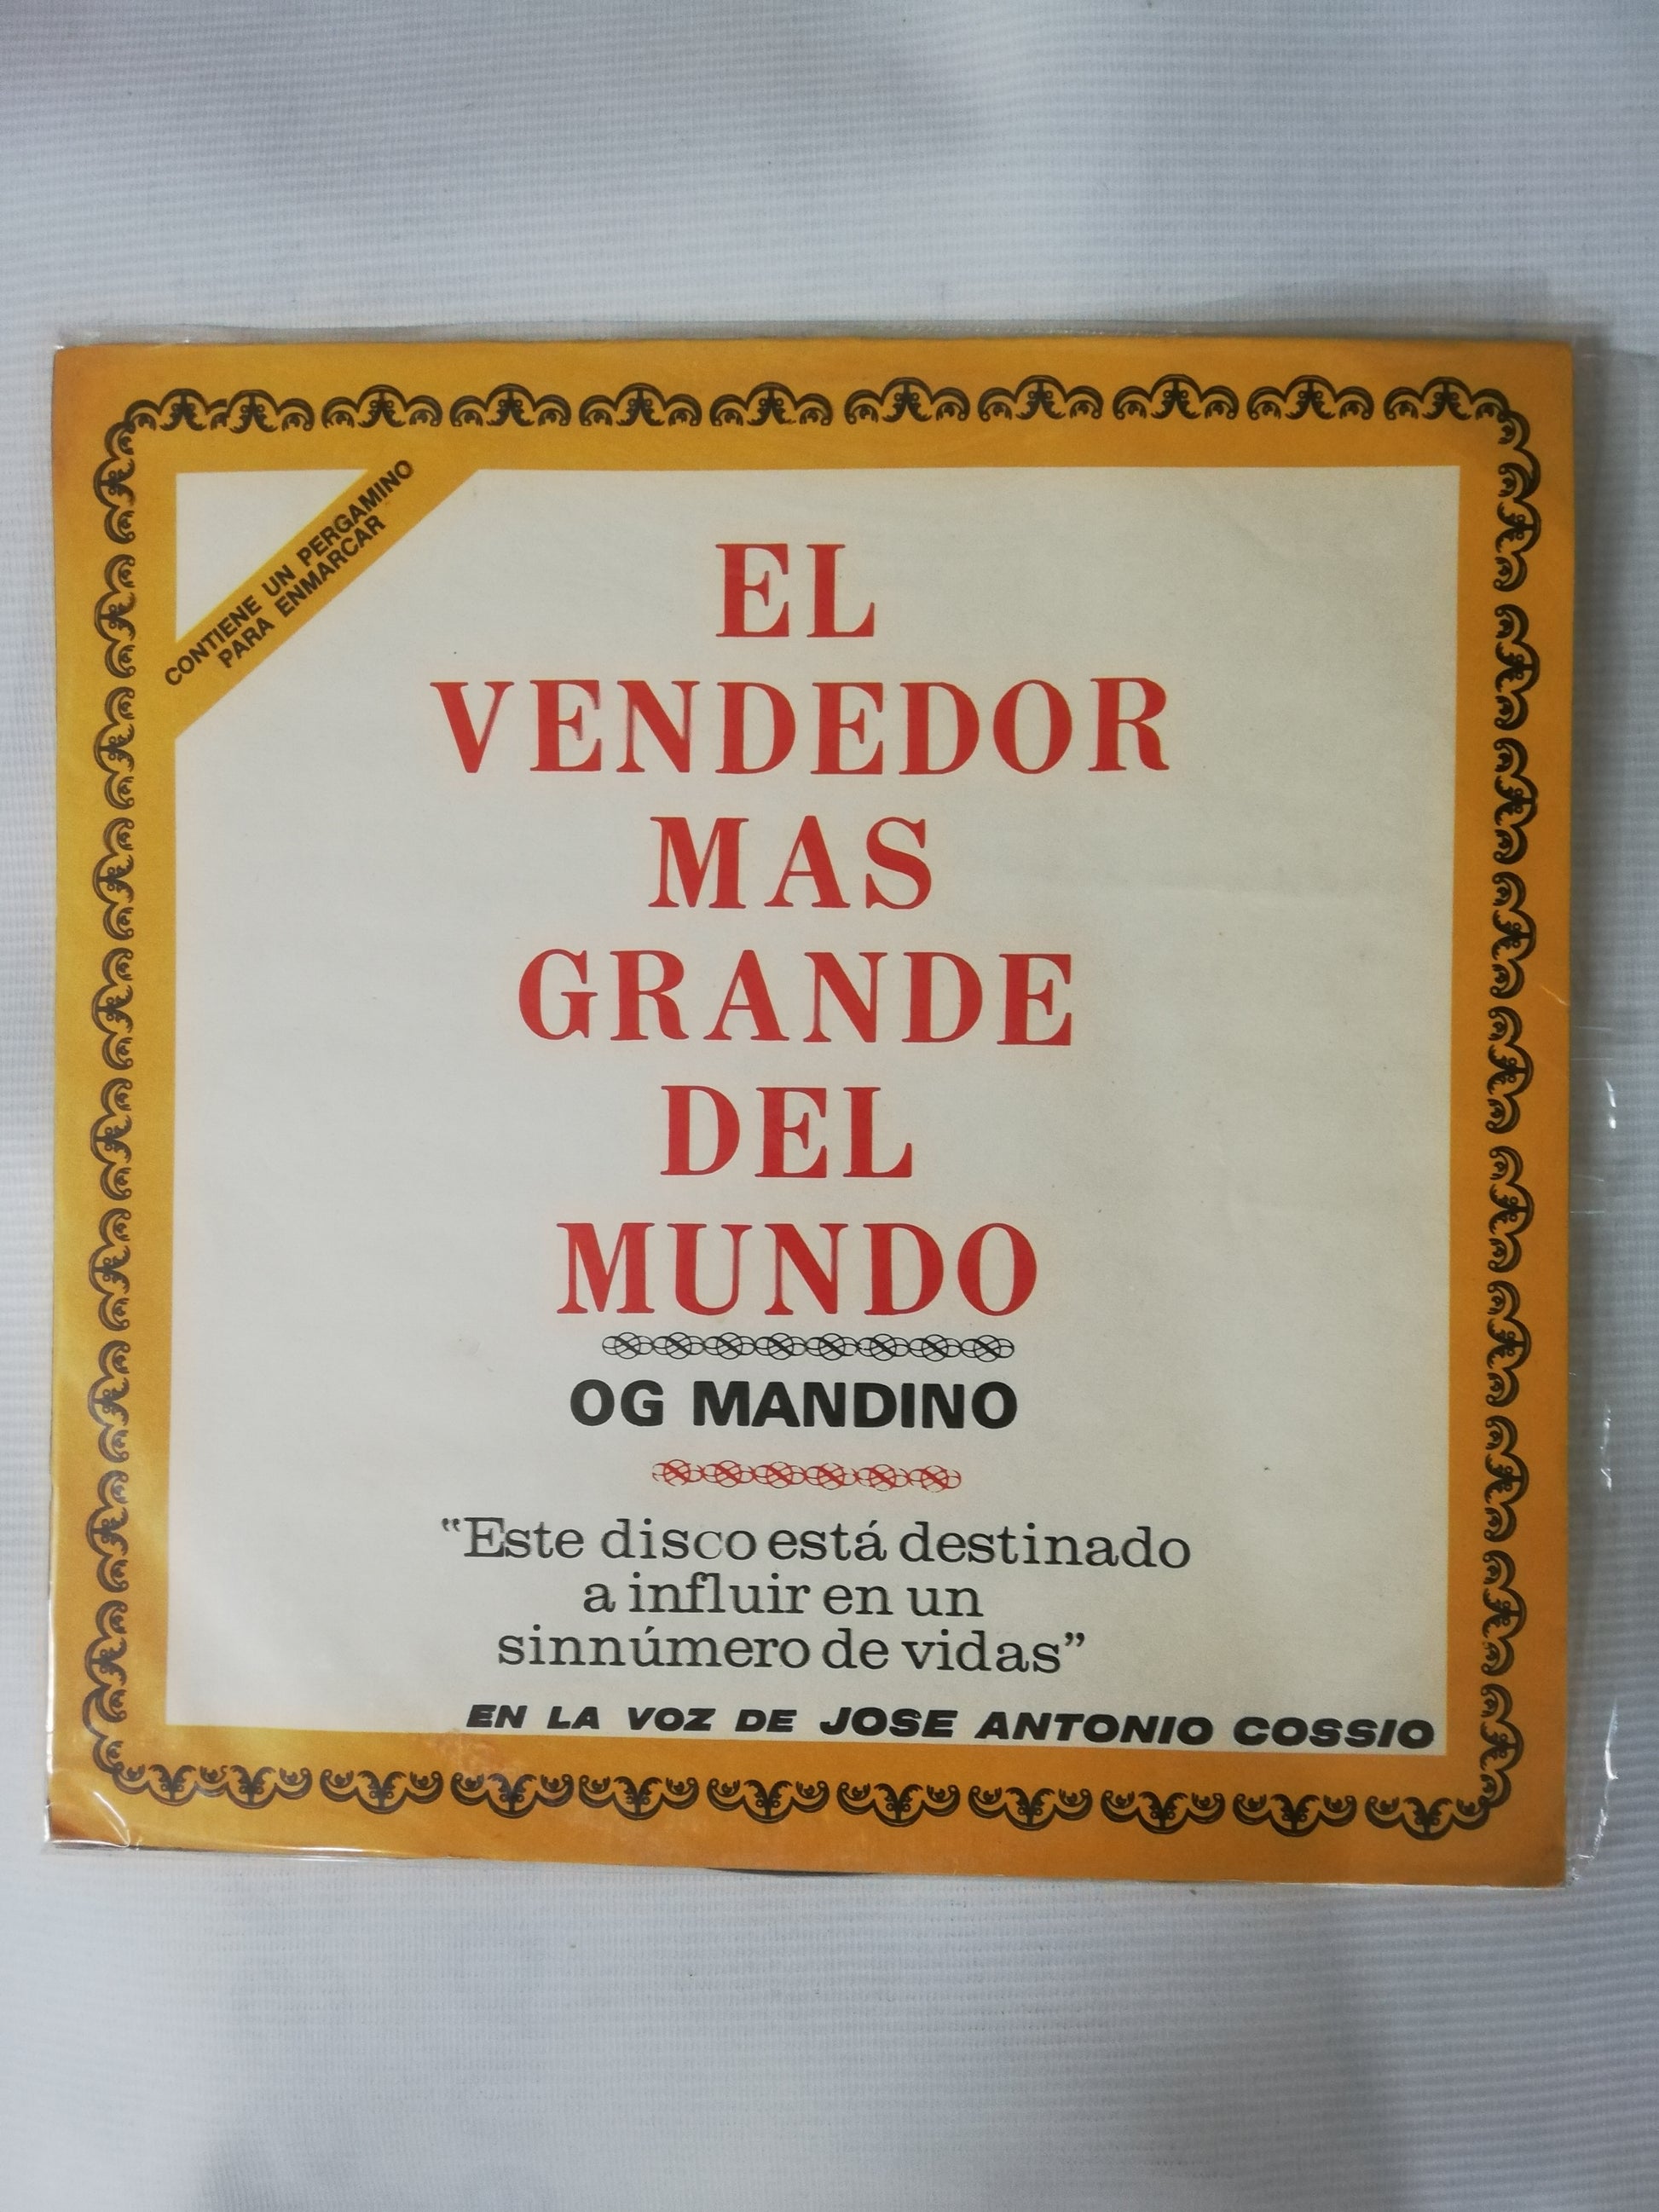 CONTIENE UN PERGAMINO
PARA ENMARCAR
EL
VENDEDOR
MAS
GRANDE
DEL
MUNDO
OG MANDINO
"Este disco está destinado
a influir en un
sinnúmero de vidas"
EN LA VOZ DE JOSE ANTONIO COSSIO